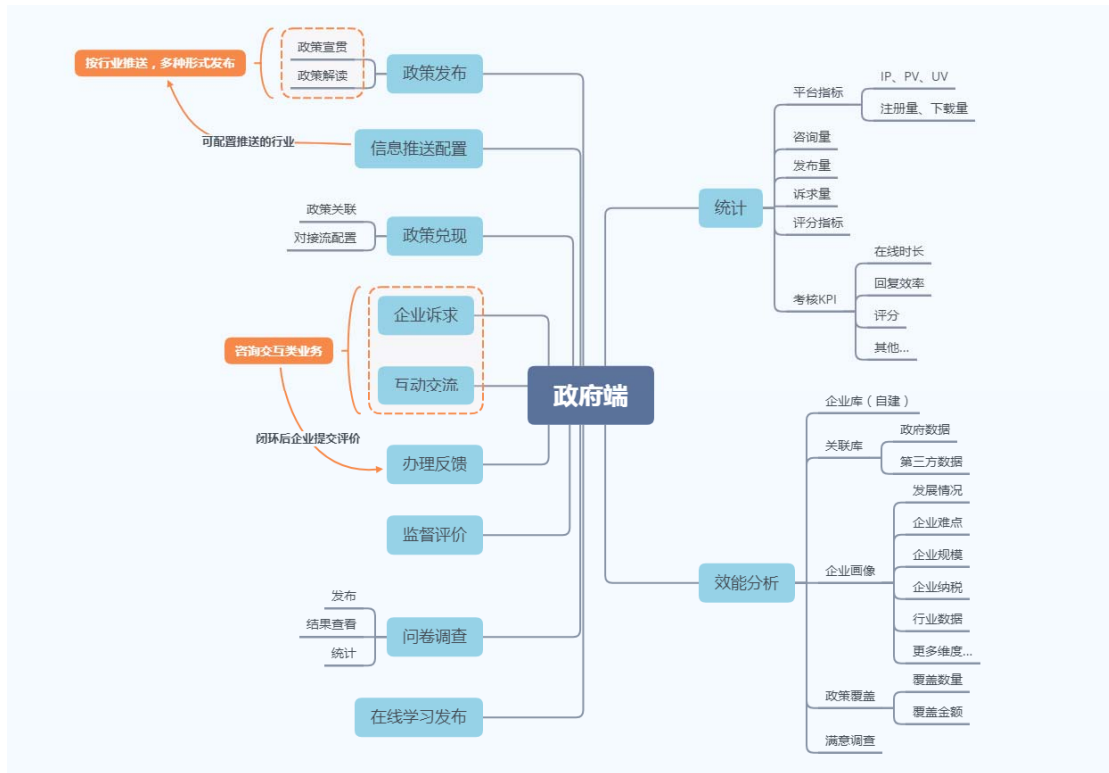 政府端
按行业推送，多种形式发布
政策宣贯
政策解读
政策发布
可配置推送的行业
信息推送配置
政策关联
对接流配置
政策兑现
企业诉求
咨询交互类业务
互动交流
闭环后企业提交评价
办理反馈
监督评价
发布
结果查看
统计
问卷调查
在线学习发布
统计
平台指标
IP、PV、UV
注册量、下载量
咨询量
发布量
诉求量
评分指标
考核KPI
在线时长
回复效率
评分
其他...
效能分析
企业库（自建）
关联库
政府数据
第三方数据
企业画像
发展情况
企业难点
企业规模
企业纳税
行业数据
更多维度...
政策覆盖
覆盖数量
覆盖金额
满意调查